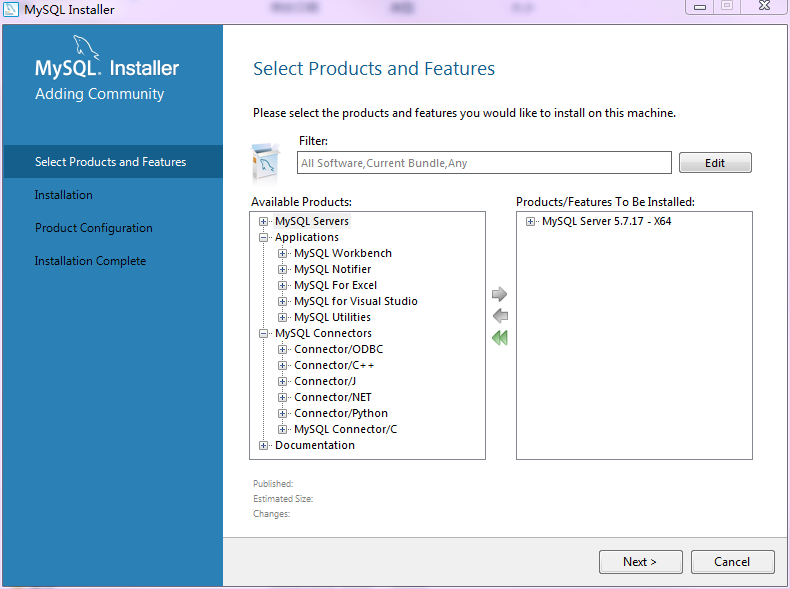 MySQL Installer
MySQL. Installer
Adding Community
Select Products and Features
Installation
Product Configuration
Installation Complete
Select Products and Features
Please select the products and features you would like to install on this machine.
Filter:
All Software,Current Bundle,Any
Edit
Available Products:
MySQL Servers
Applications
MySQL Workbench
MySQL Notifier
MySQL For Excel
MySQL for Visual Studio
MySQL Utilities
MySQL Connectors
Connector/ODBC
Connector/C++
Connector/J
Connector/NET
Connector/Python
MySQL Connector/C
Documentation
Products/Features To Be Installed:
MySQL Server 5.7.17 - X64
Published:
Estimated Size:
Changes:
Next >
Cancel